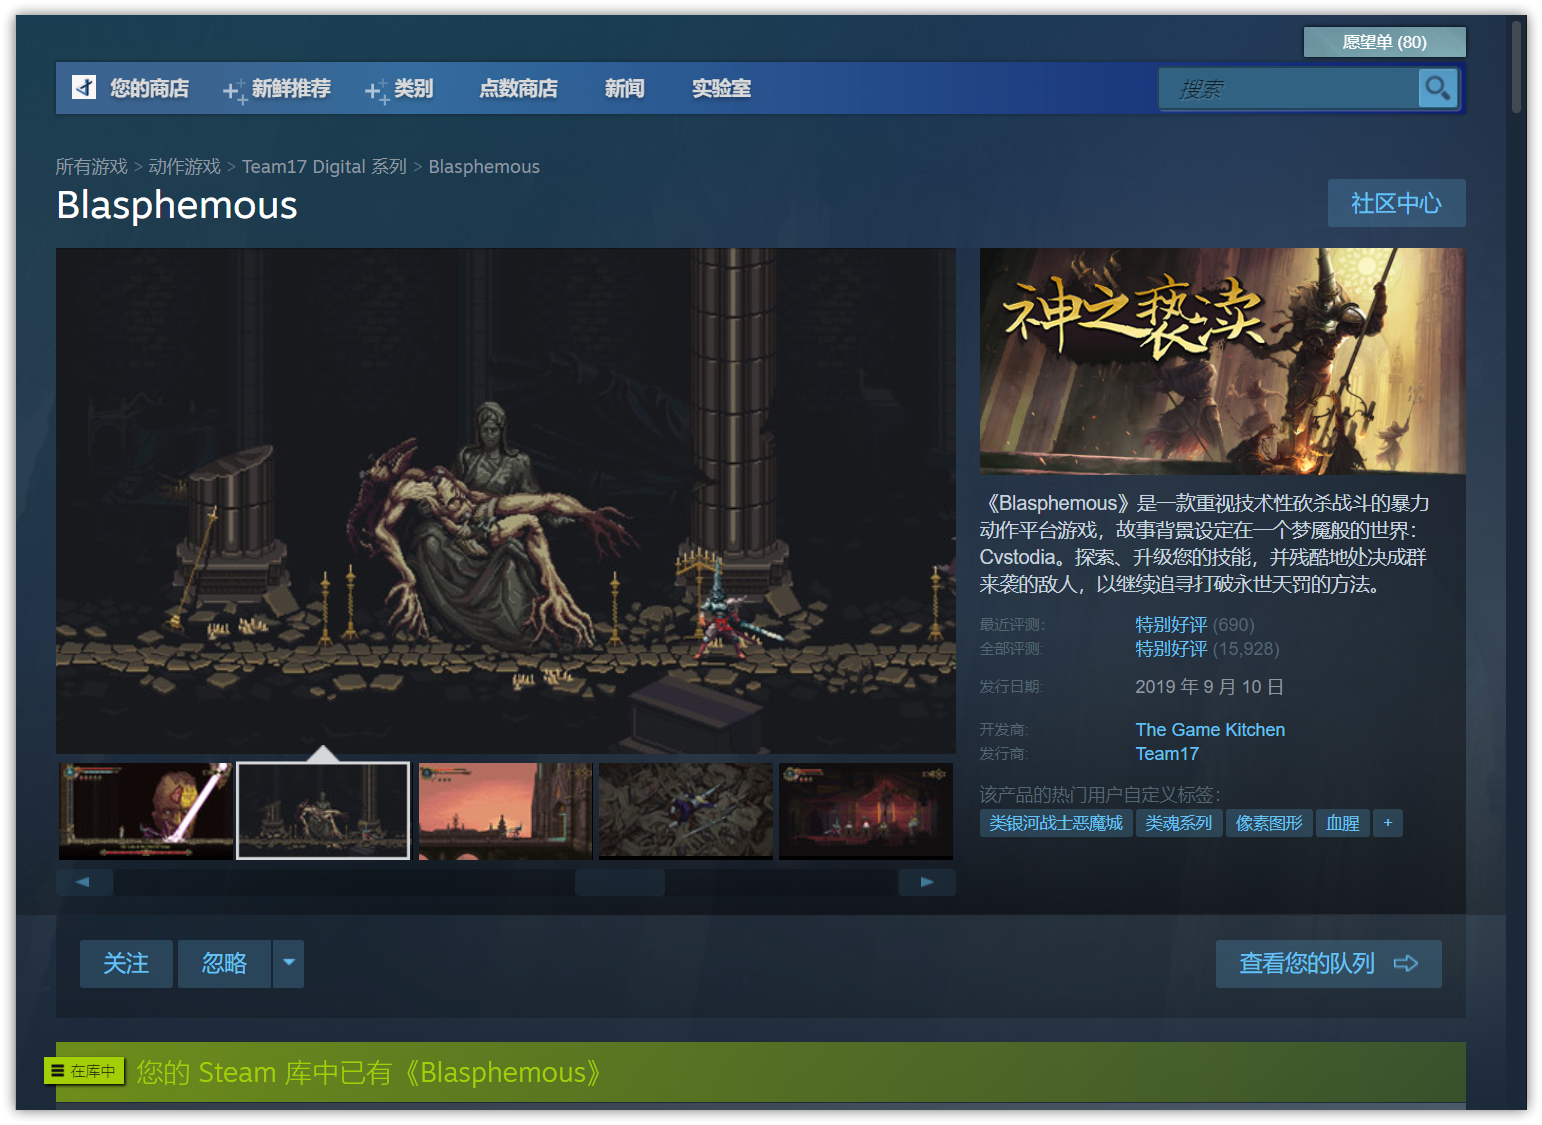 愿望单 (80)
您的商店 新鲜推荐 类别 点数商店 新闻 实验室 搜索
所有游戏 > 动作游戏 > Team17 Digital 系列 > Blasphemous
Blasphemous
社区中心
神之亵渎
《Blasphemous》是一款重视技术性砍杀战斗的暴力
动作平台游戏，故事背景设定在一个梦魇般的世界：
Cvstodia。探索、升级您的技能，并残酷地处决成群
来袭的敌人，以继续追寻打破永世天罚的方法。
最近评测： 特别好评 (690)
全部评测: 特别好评 (15,928)
发行日期: 2019 年 9 月 10 日
开发商: The Game Kitchen
发行商: Team17
该产品的热门用户自定义标签：
类银河战士恶魔城 类魂系列 像素图形 血腥 +
关注 忽略 查看您的队列
在库中 您的 Steam 库中已有《Blasphemous》